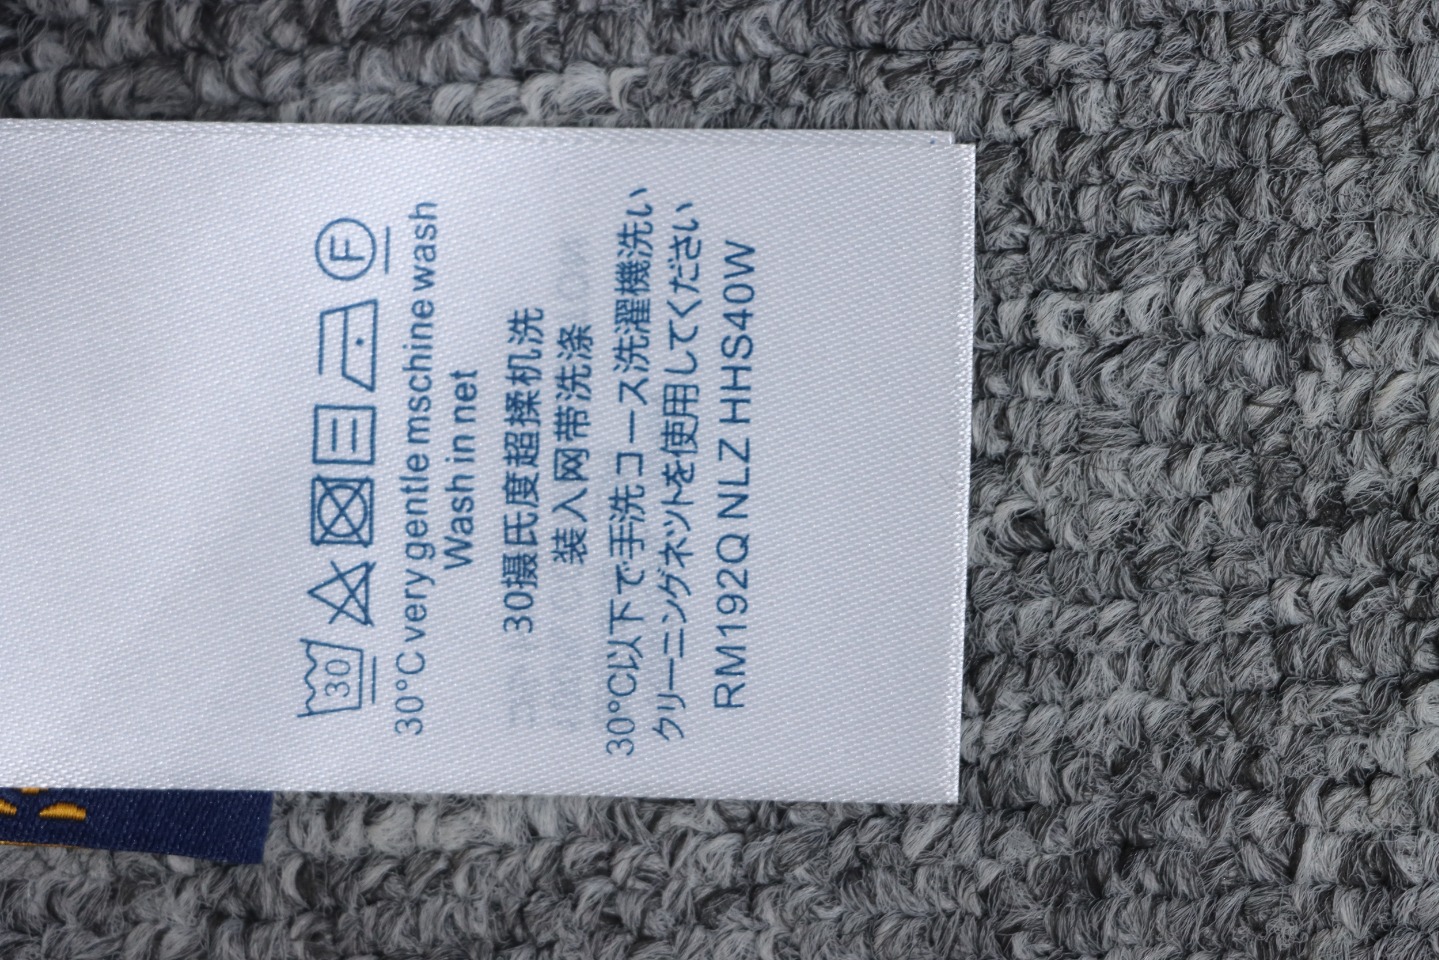 30
F
30°C very gentle mschine wash
Wash in net
30摄氏度超揉机洗
装入网带洗涤
30°C以下で手洗コース洗濯機洗い
クリーニングネットを使用してください
RM192Q NLZ HHS40W